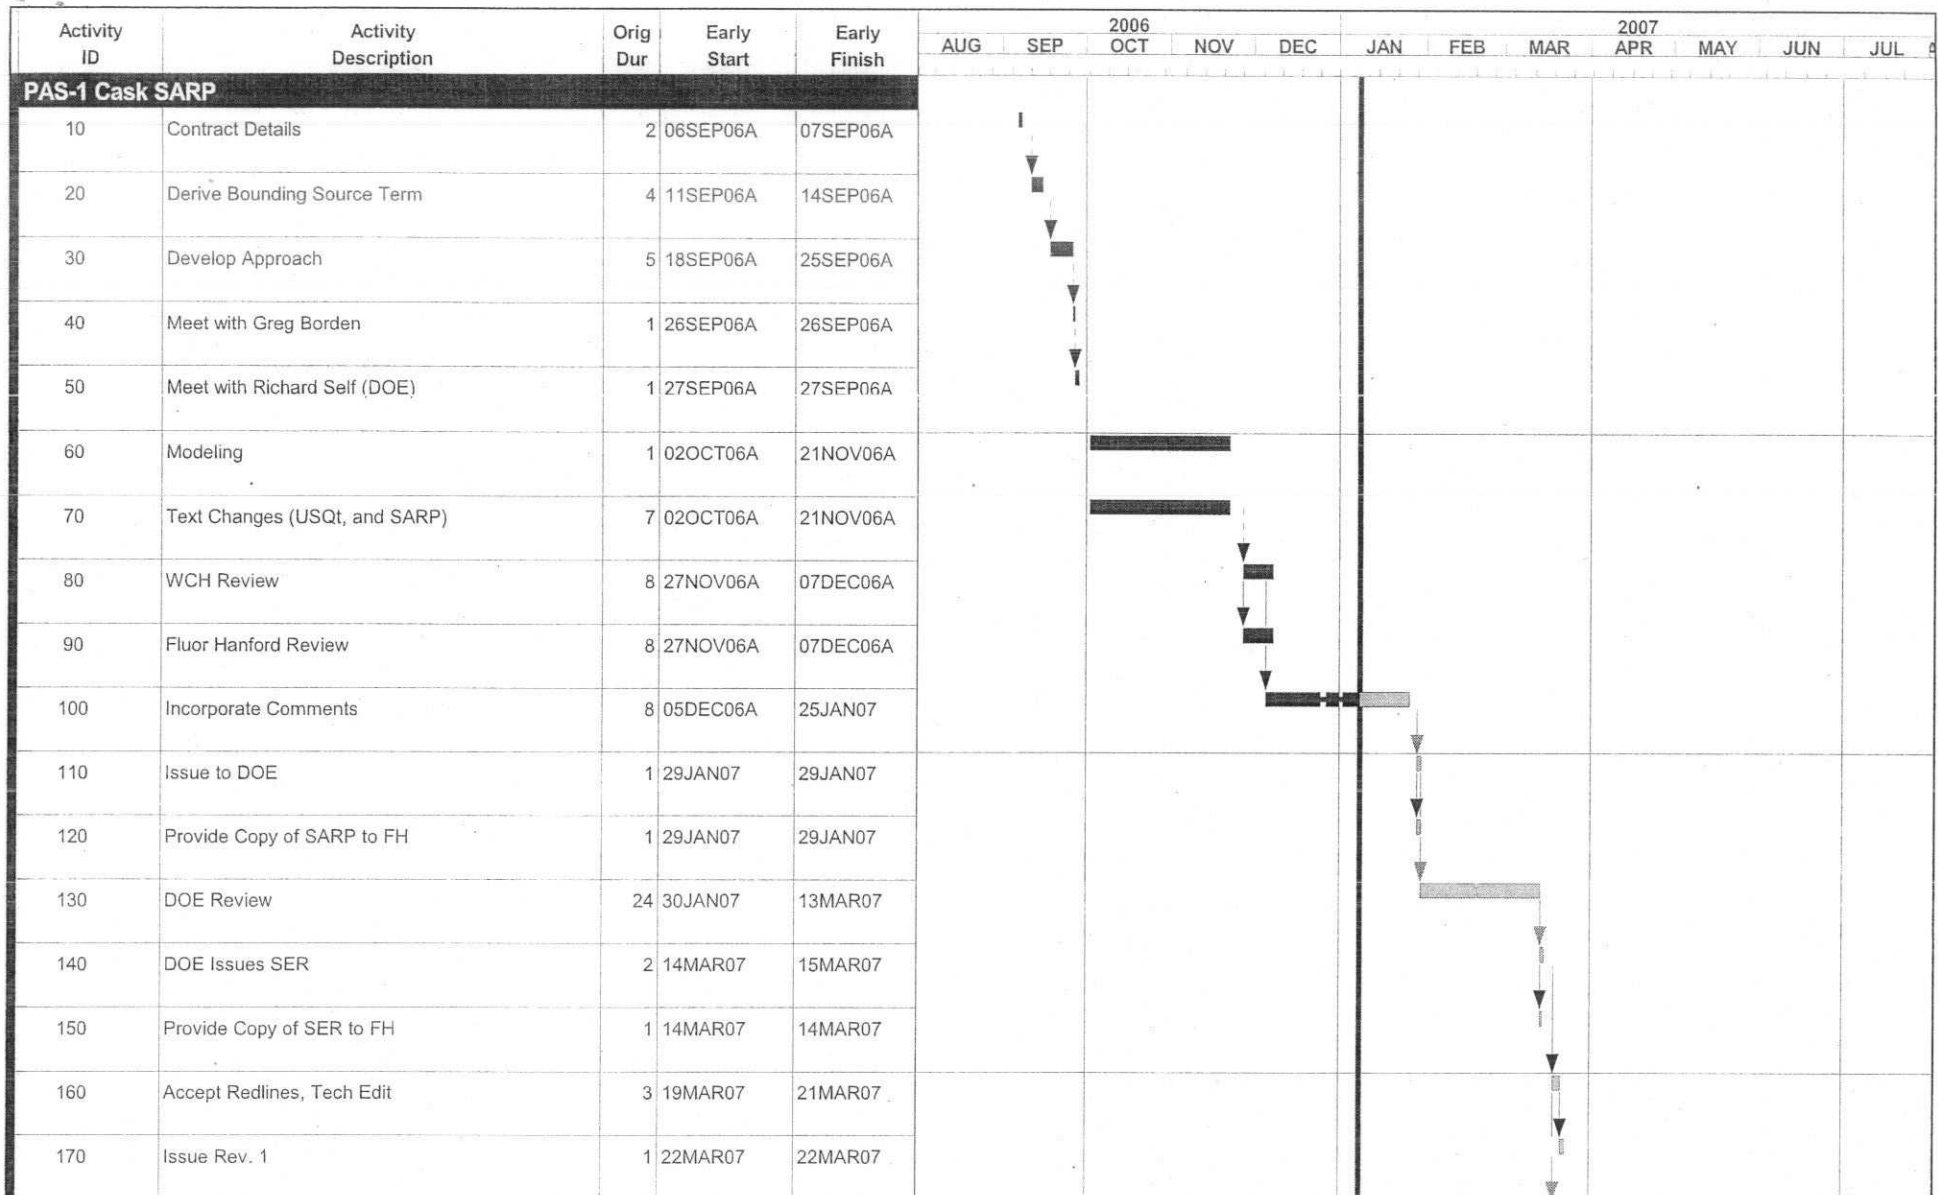 Activity ID Activity Description Orig Dur Early Start Early Finish
2006 2007
AUG SEP OCT NOV DEC JAN FEB MAR APR MAY JUN JUL A
PAS-1 Cask SARP
10 Contract Details 2 06SEP06A 07SEP06A
20 Derive Bounding Source Term 4 11SEP06A 14SEP06A
30 Develop Approach 5 18SEP06A 25SEP06A
40 Meet with Greg Borden 1 26SEP06A 26SEP06A
50 Meet with Richard Self (DOE) 1 27SEP06A 27SEP06A
60 Modeling 1 02OCT06A 21NOV06A
70 Text Changes (USQt, and SARP) 7 02OCT06A 21NOV06A
80 WCH Review 8 27NOV06A 07DEC06A
90 Fluor Hanford Review 8 27NOV06A 07DEC06A
100 Incorporate Comments 8 05DEC06A 25JAN07
110 Issue to DOE 1 29JAN07 29JAN07
120 Provide Copy of SARP to FH 1 29JAN07 29JAN07
130 DOE Review 24 30JAN07 13MAR07
140 DOE Issues SER 2 14MAR07 15MAR07
150 Provide Copy of SER to FH 1 14MAR07 14MAR07
160 Accept Redlines, Tech Edit 3 19MAR07 21MAR07
170 Issue Rev. 1 1 22MAR07 22MAR07